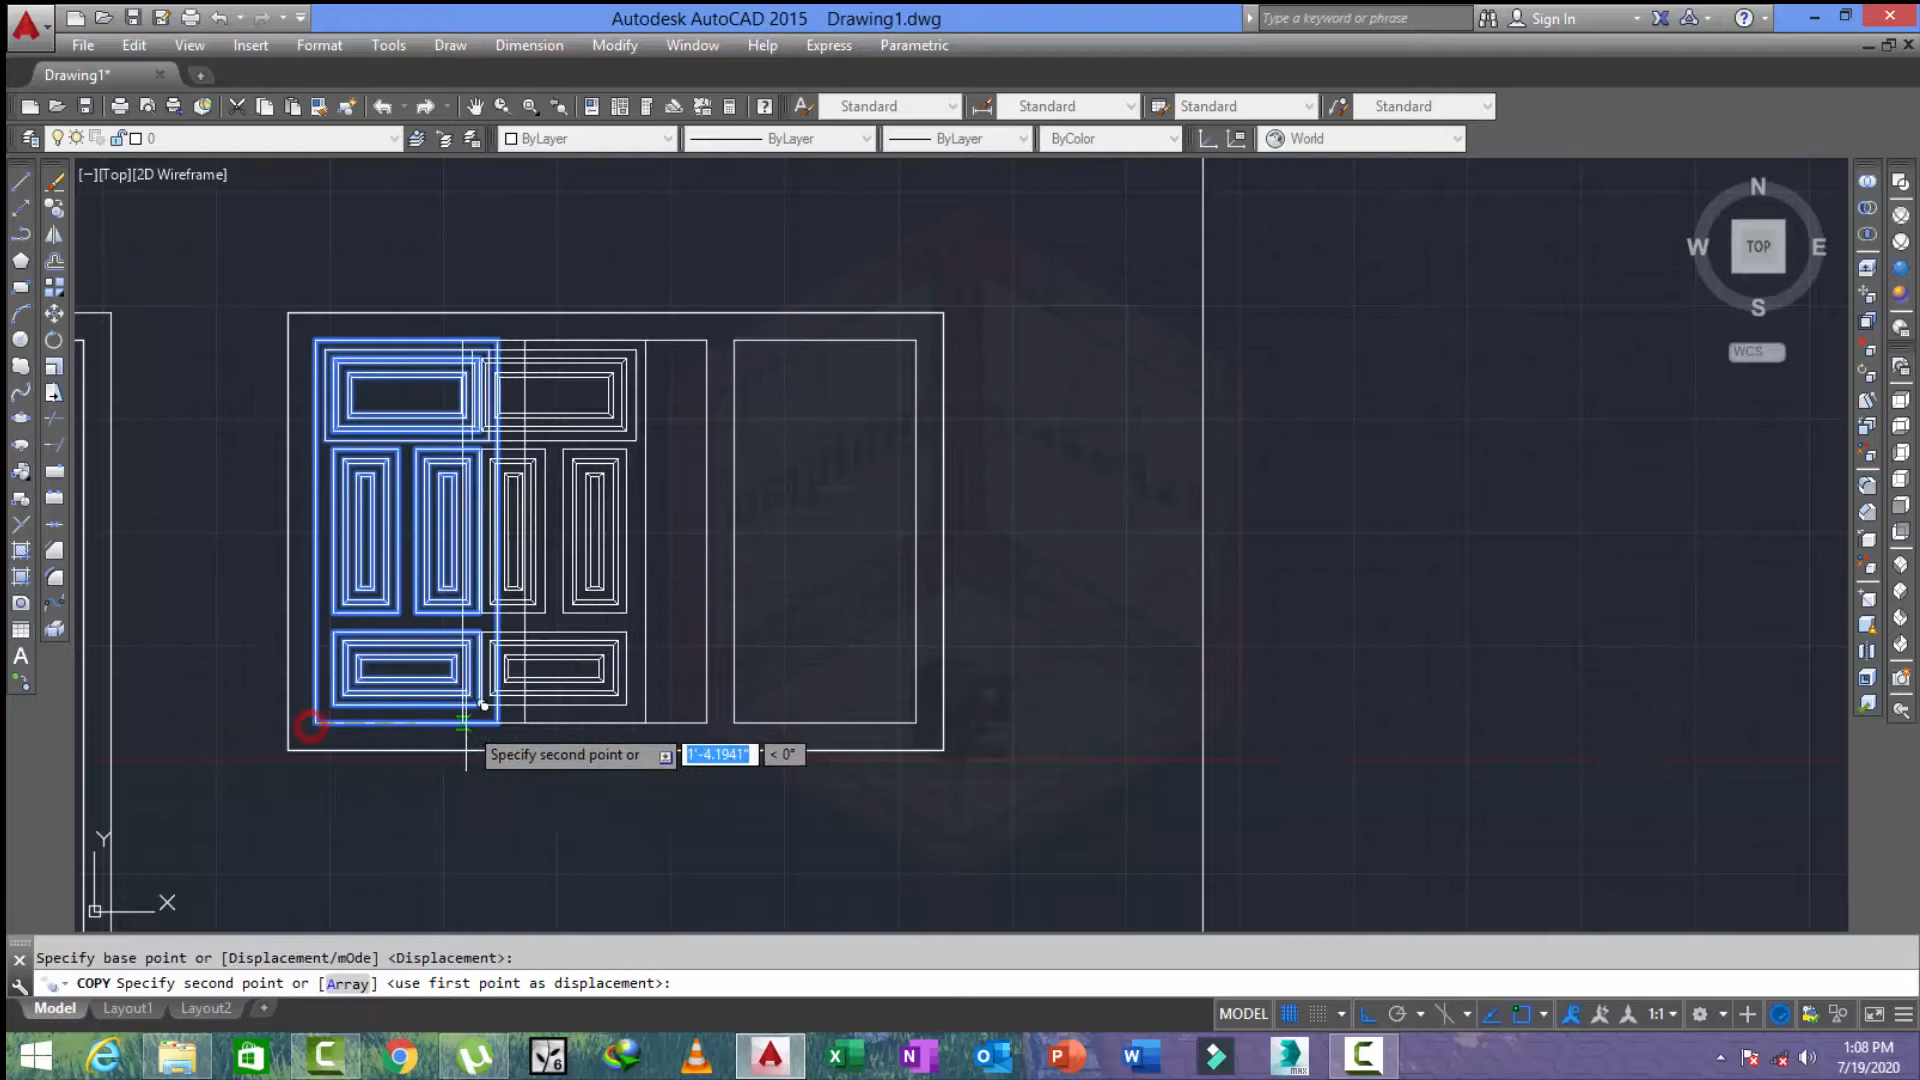 Autodesk AutoCAD 2015 Drawing1.dwg
Type a keyword or phrase
Sign In
File Edit View Insert Format Tools Draw Dimension Modify Window Help Express Parametric
Drawing1*
Standard Standard Standard Standard
0 ByLayer ByLayer ByLayer ByColor World
[−][Top][2D Wireframe]
N
W TOP E
S
WCS
Specify second point or 1'-4.1941" < 0°
Y
X
A
Specify base point or [Displacement/mOde] <Displacement>:
COPY Specify second point or [Array] <use first point as displacement>:
Model Layout1 Layout2
MODEL 1:1
1:08 PM
7/19/2020